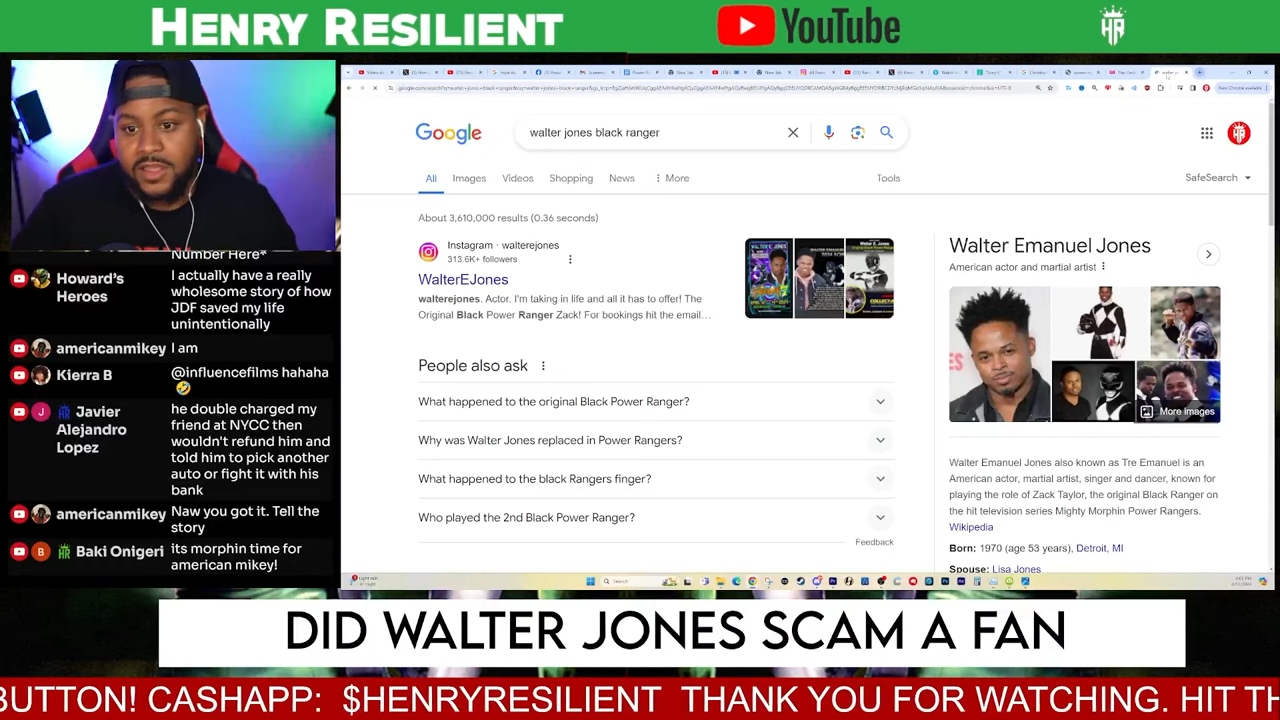 HENRY RESILIENT
YouTube
HR
walter jones black ranger
Google
All
Images
Videos
Shopping
News
More
Tools
SafeSearch
About 3,610,000 results (0.36 seconds)
Instagram · walterejones
313.6K+ followers
WalterEJones
walterejones. Actor. I'm taking in life and all it has to offer! The
Original Black Power Ranger Zack! For bookings hit the email…
People also ask
What happened to the original Black Power Ranger?
Why was Walter Jones replaced in Power Rangers?
What happened to the black Rangers finger?
Who played the 2nd Black Power Ranger?
Feedback
Walter Emanuel Jones
American actor and martial artist
More images
Walter Emanuel Jones also known as Tre Emanuel is an
American actor, martial artist, singer and dancer, known for
playing the role of Zack Taylor, the original Black Ranger on
the hit television series Mighty Morphin Power Rangers.
Wikipedia
Born: 1970 (age 53 years), Detroit, MI
Spouse: Lisa Jones
Number Here*
Howard's
Heroes
I actually have a really
wholesome story of how
JDF saved my life
unintentionally
americanmikey I am
Kierra B
@influencefilms hahaha
Javier
Alejandro
Lopez
he double charged my
friend at NYCC then
wouldn't refund him and
told him to pick another
auto or fight it with his
bank
americanmikey Naw you got it. Tell the
story
Baki Onigeri its morphin time for
american mikey!
Search
DID WALTER JONES SCAM A FAN
BUTTON! CASHAPP: $HENRYRESILIENT THANK YOU FOR WATCHING. HIT TH